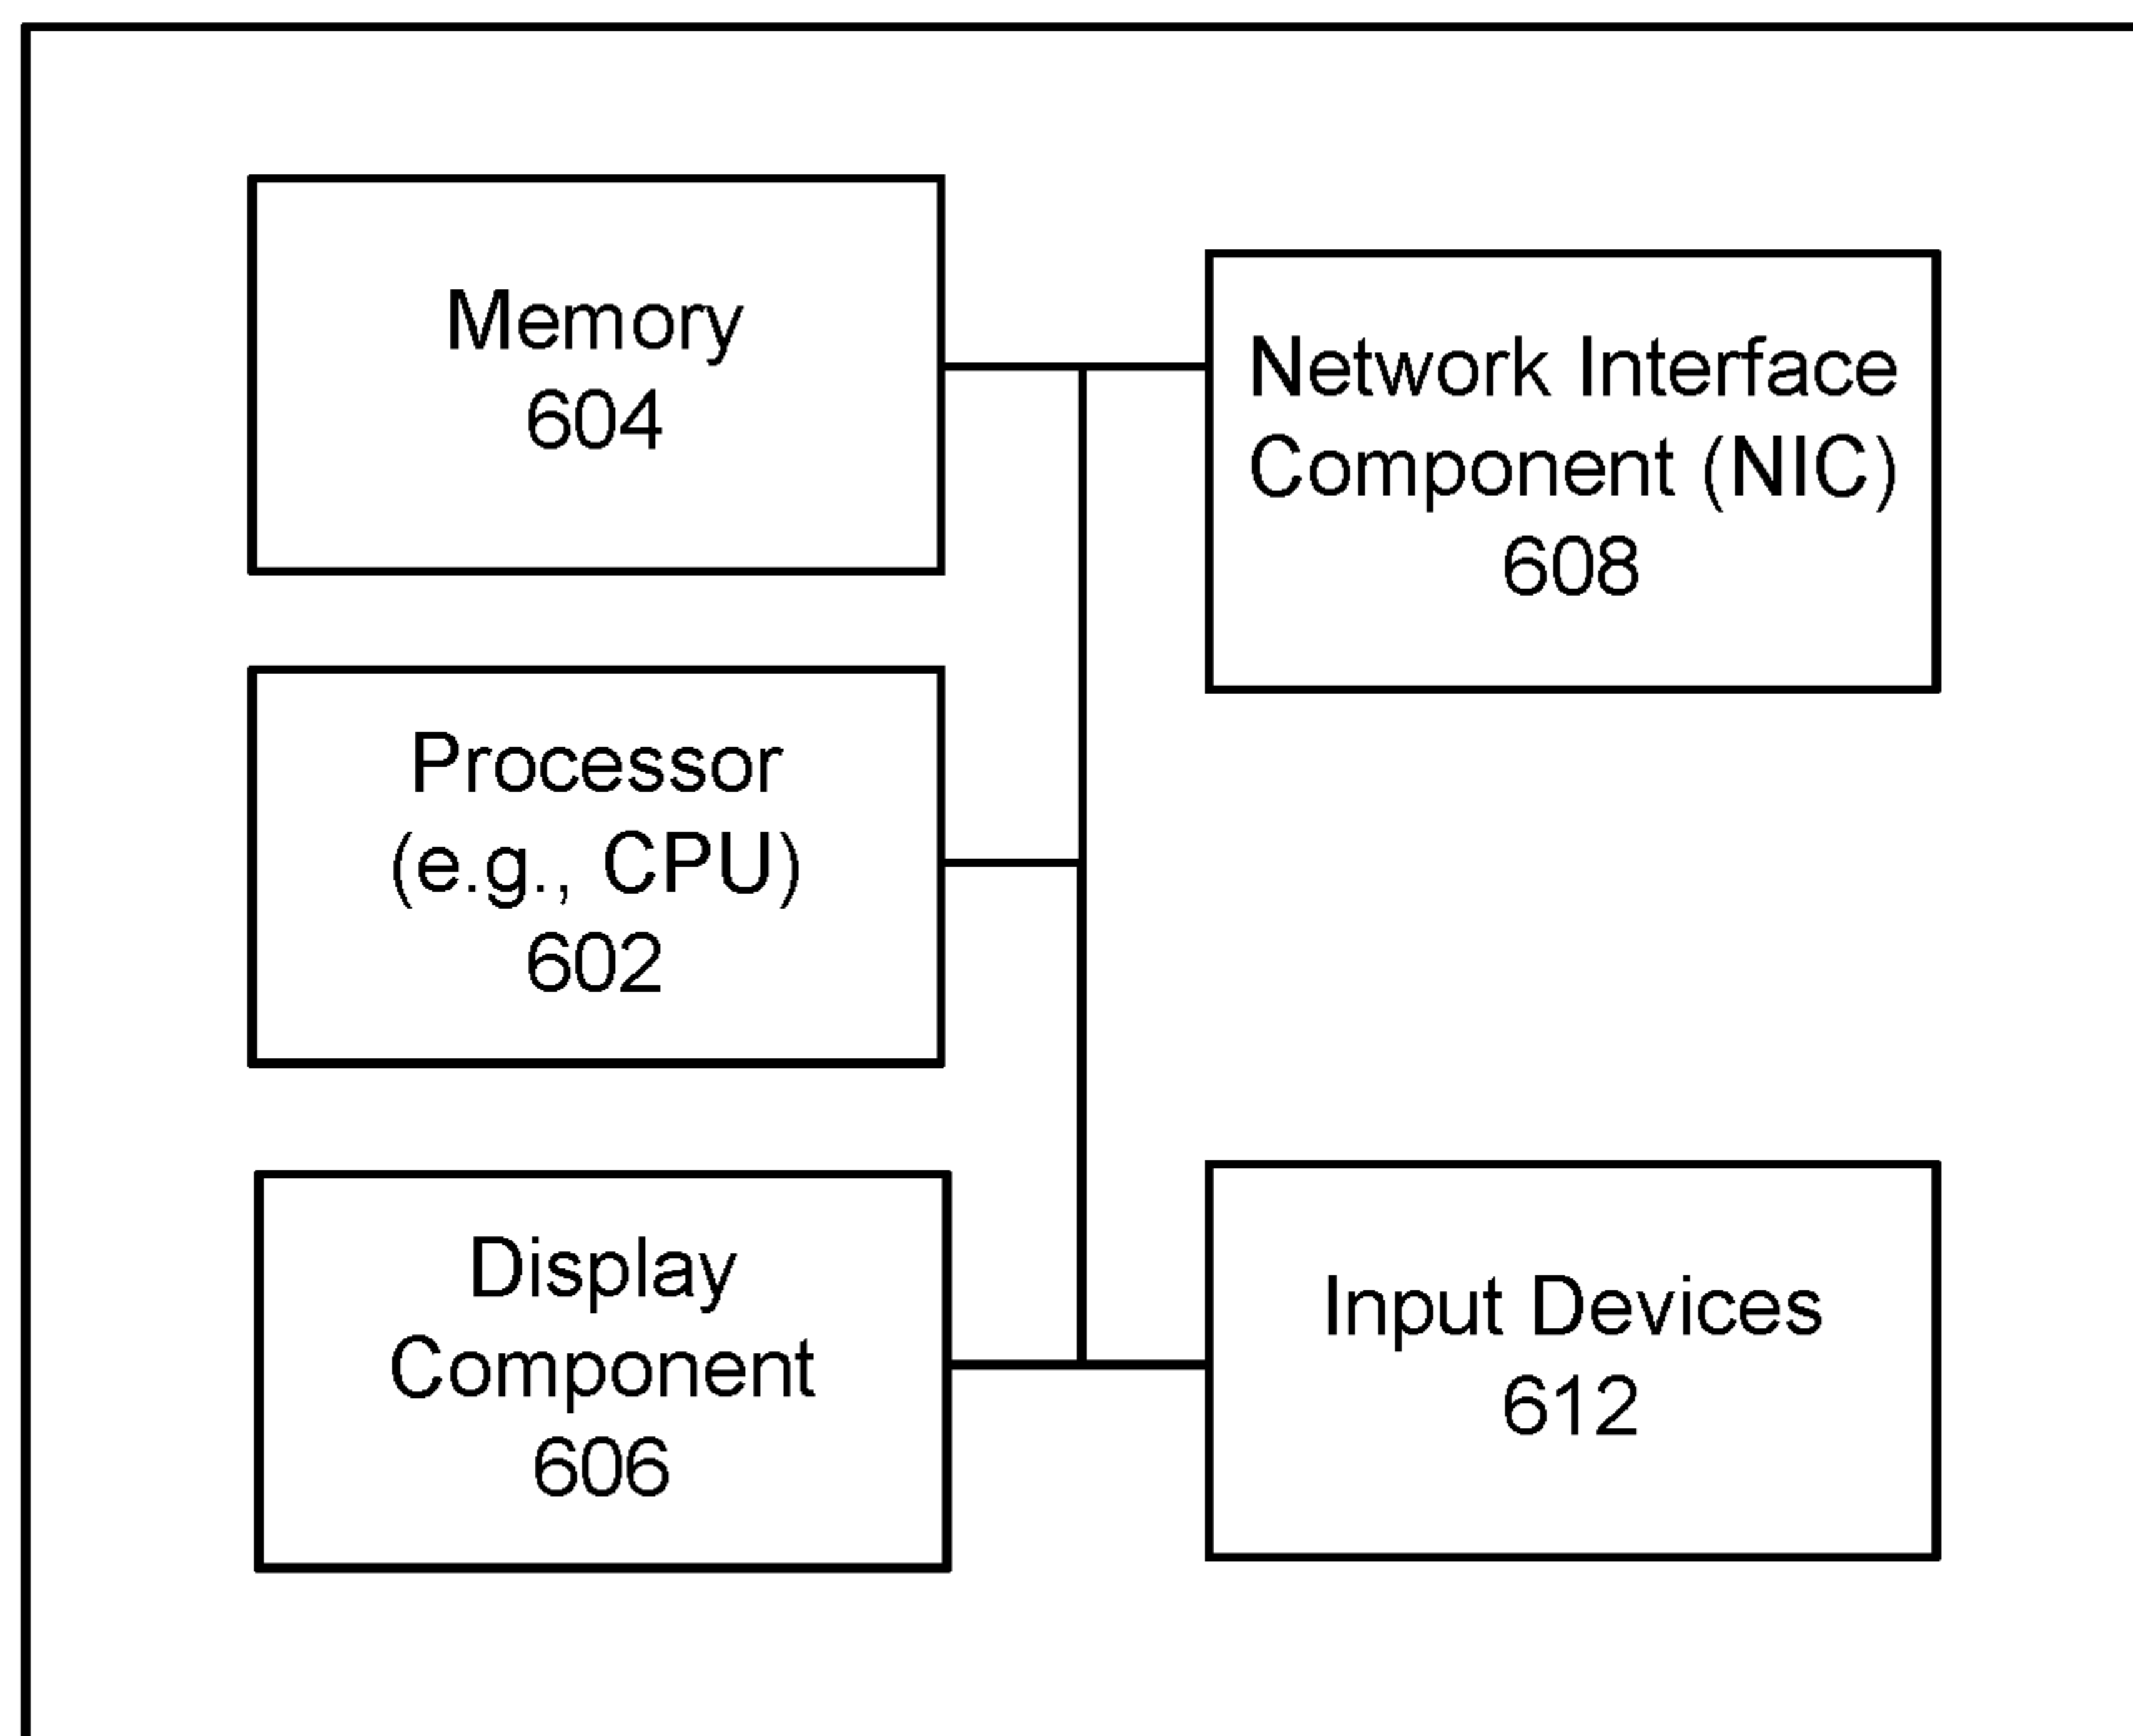 Memory
604
Network Interface
Component (NIC)
608
Processor
(e.g., CPU)
602
Display
Component
606
Input Devices
612